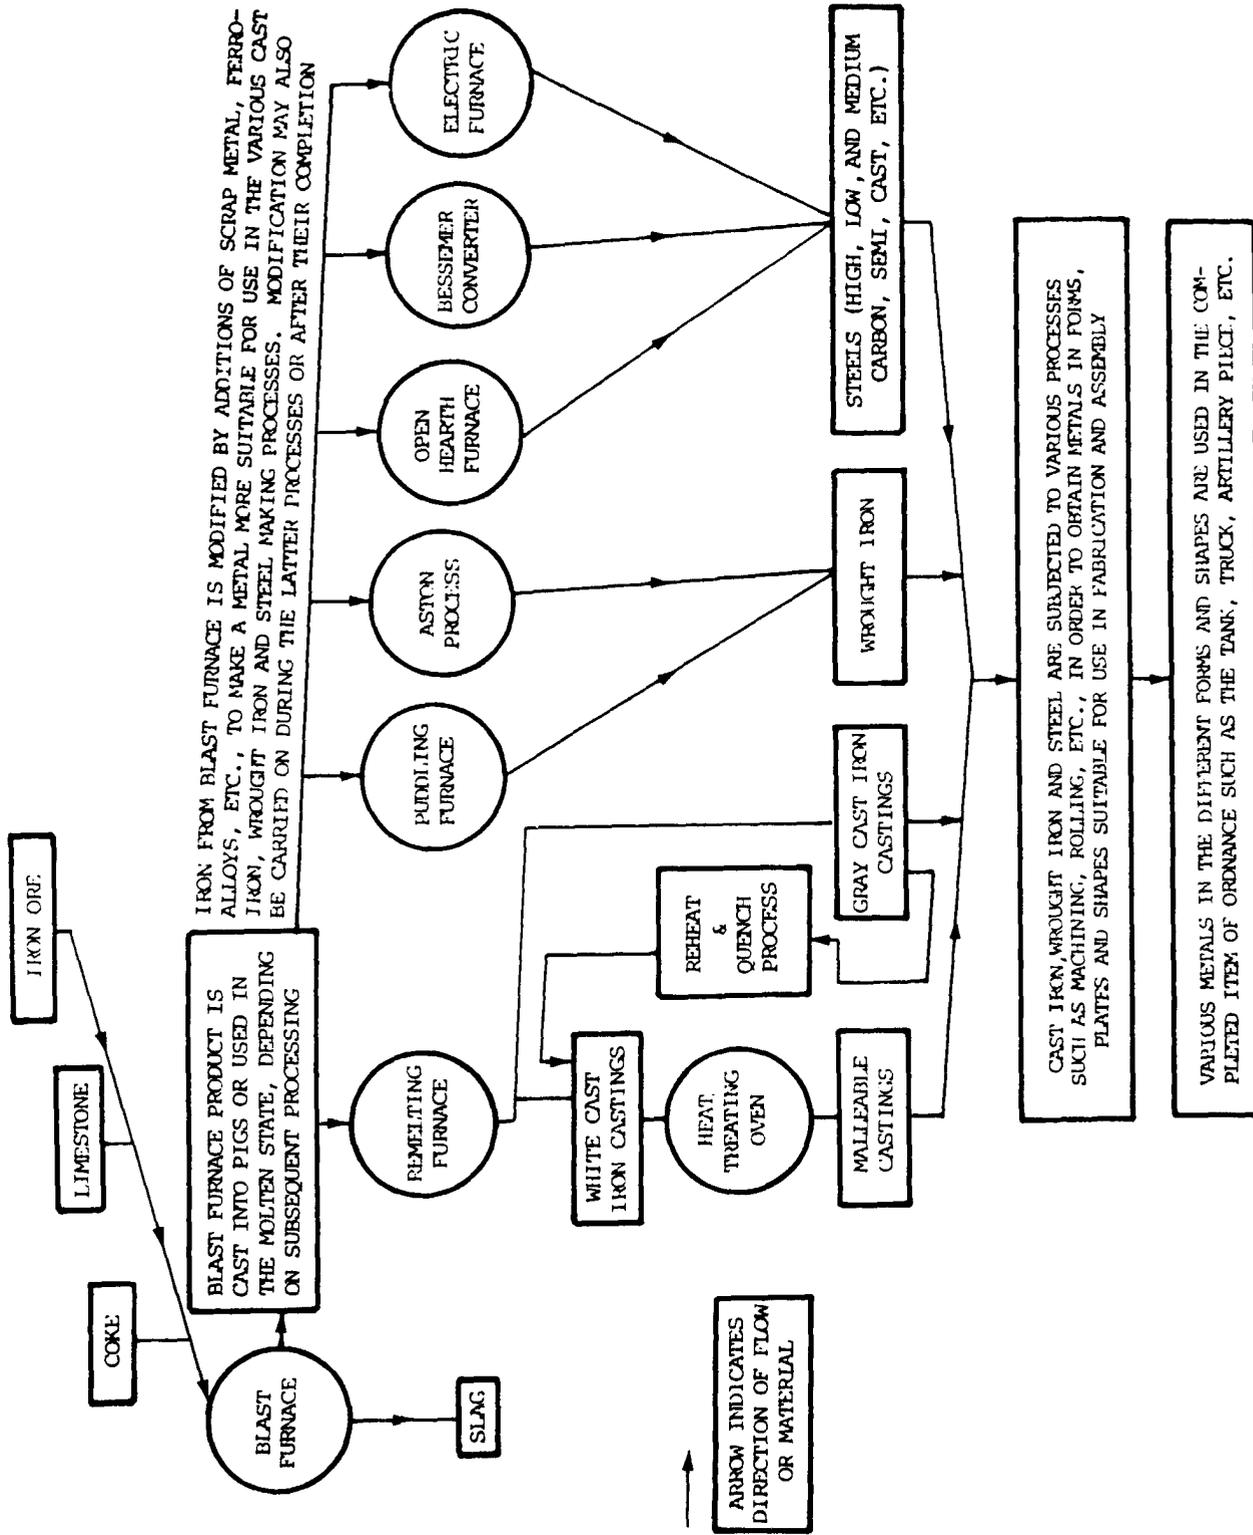 IRON ORE
LIMESTONE
COKE
BLAST
FURNACE
SLAG
BLAST FURNACE PRODUCT IS
CAST INTO PIGS OR USED IN
THE MOLTEN STATE, DEPENDING
ON SUBSEQUENT PROCESSING
IRON FROM BLAST FURNACE IS MODIFIED BY ADDITIONS OF SCRAP METAL, FERRO-
ALLOYS, ETC., TO MAKE A METAL MORE SUITABLE FOR USE IN THE VARIOUS CAST
IRON, WROUGHT IRON AND STEEL MAKING PROCESSES. MODIFICATION MAY ALSO
BE CARRIED ON DURING THE LATTER PROCESSES OR AFTER THEIR COMPLETION
REMELTING
FURNACE
PUDDLING
FURNACE
ASTON
PROCESS
OPEN
HEARTH
FURNACE
BESSEMER
CONVERTER
ELECTRIC
FURNACE
WHITE CAST
IRON CASTINGS
REHEAT
&
QUENCH
PROCESS
HEAT
TREATING
OVEN
MALLEABLE
CASTINGS
GRAY CAST IRON
CASTINGS
WROUGHT IRON
STEELS (HIGH, LOW, AND MEDIUM
CARBON, SEMI, CAST, ETC.)
ARROW INDICATES
DIRECTION OF FLOW
OR MATERIAL
CAST IRON, WROUGHT IRON AND STEEL ARE SUBJECTED TO VARIOUS PROCESSES
SUCH AS MACHINING, ROLLING, ETC., IN ORDER TO OBTAIN METALS IN FORMS,
PLATES AND SHAPES SUITABLE FOR USE IN FABRICATION AND ASSEMBLY
VARIOUS METALS IN THE DIFFERENT FORMS AND SHAPES ARE USED IN THE COM-
PLETED ITEM OF ORDNANCE SUCH AS THE TANK, TRUCK, ARTILLERY PIECE, ETC.